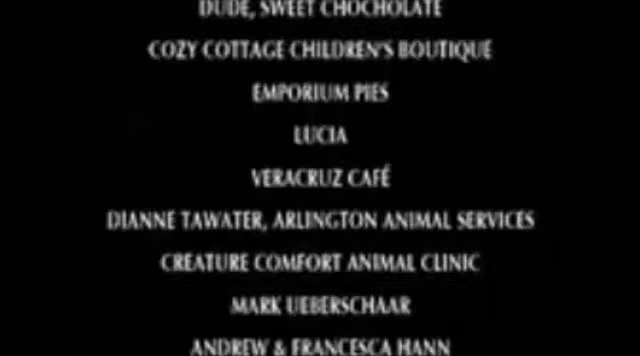 DUDE, SWEET CHOCHOLATE
COZY COTTAGE CHILDREN'S BOUTIQUE
EMPORIUM PIES
LUCIA
VERACRUZ CAFÉ
DIANNE TAWATER, ARLINGTON ANIMAL SERVICES
CREATURE COMFORT ANIMAL CLINIC
MARK UEBERSCHAAR
ANDREW & FRANCESCA HANN